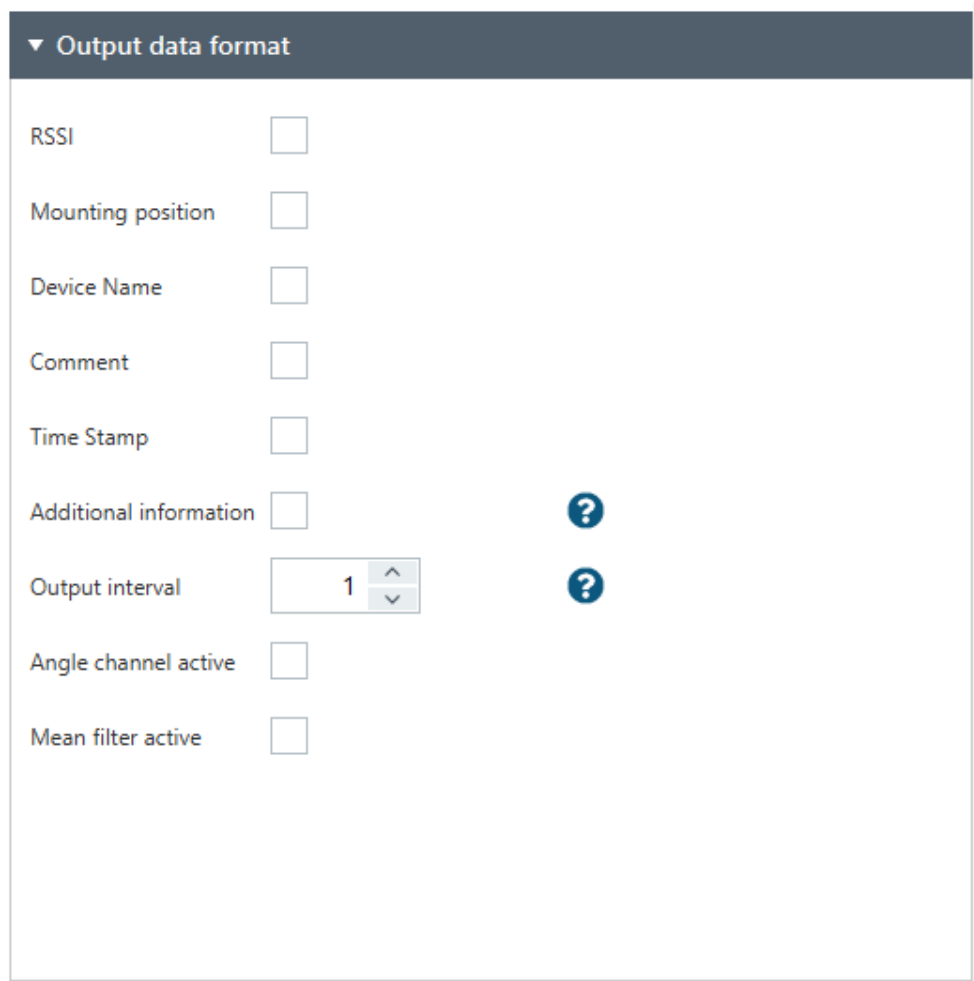 Output data format
RSSI
Mounting position
Device Name
Comment
Time Stamp
Additional information ?
Output interval 1 ?
Angle channel active
Mean filter active